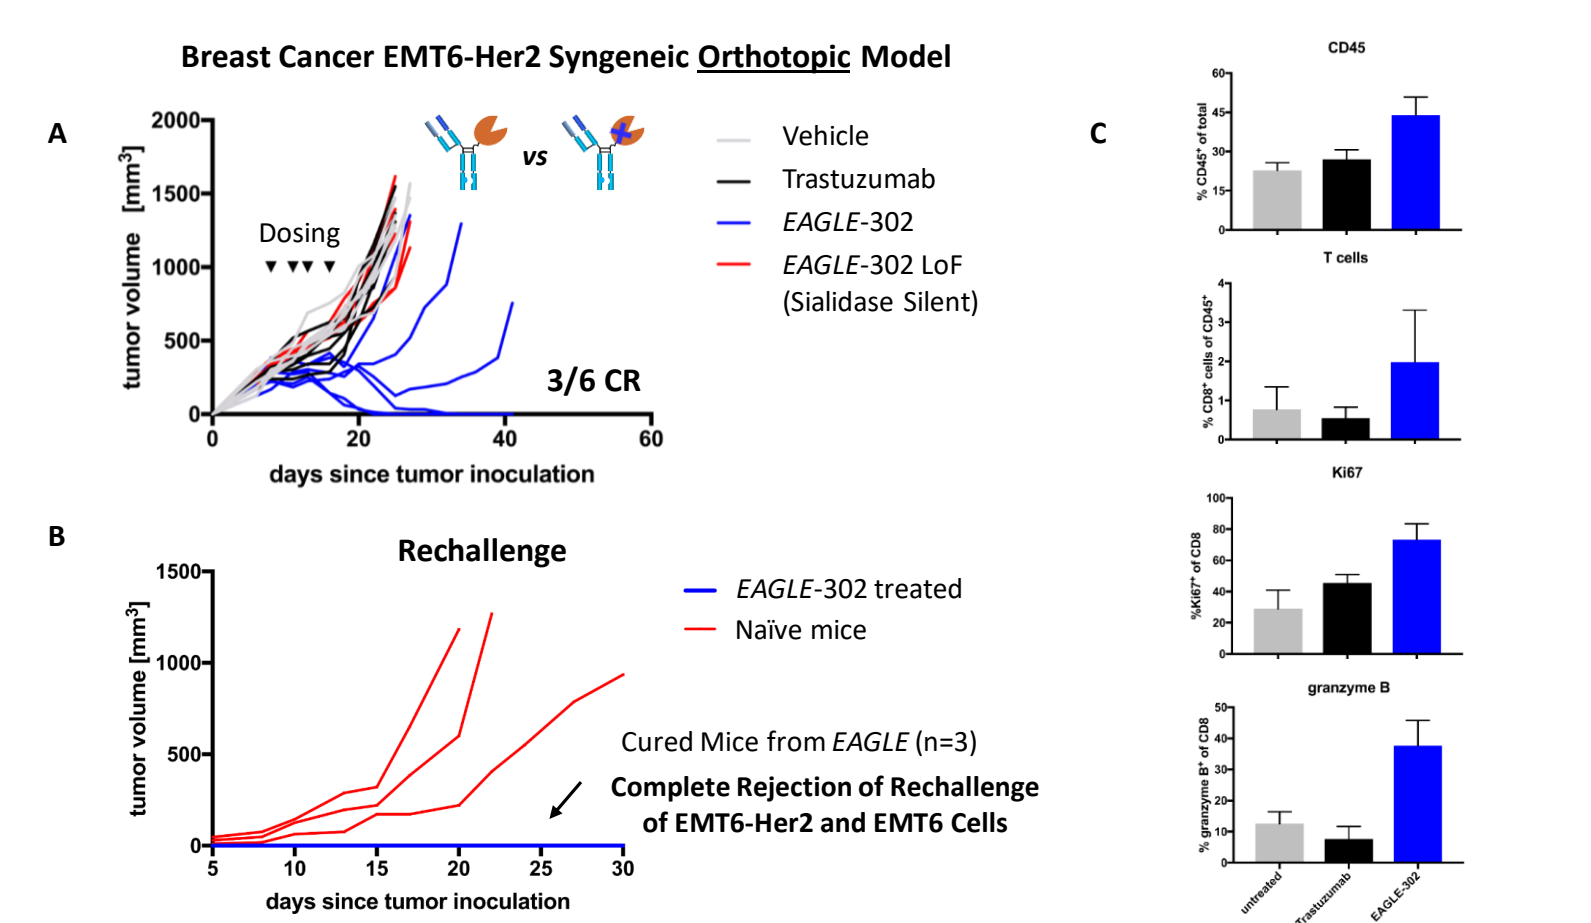 Breast Cancer EMT6-Her2 Syngeneic Orthotopic Model
A
2000
1500
1000
500
0
tumor volume [mm³]
Dosing
vs
3/6 CR
0
20
40
60
days since tumor inoculation
Vehicle
Trastuzumab
EAGLE-302
EAGLE-302 LoF
(Sialidase Silent)
B
Rechallenge
1500
1000
500
0
tumor volume [mm³]
5
10
15
20
25
30
days since tumor inoculation
EAGLE-302 treated
Naïve mice
Cured Mice from EAGLE (n=3)
Complete Rejection of Rechallenge
of EMT6-Her2 and EMT6 Cells
C
CD45
60
45
30
15
0
% CD45⁺ of total
T cells
4
3
2
1
0
% CD8⁺ cells of CD45⁺
Ki67
100
80
60
40
20
0
%Ki67⁺ of CD8
granzyme B
50
40
30
20
10
0
% granzyme B⁺ of CD8
untreated
Trastuzumab
EAGLE-302